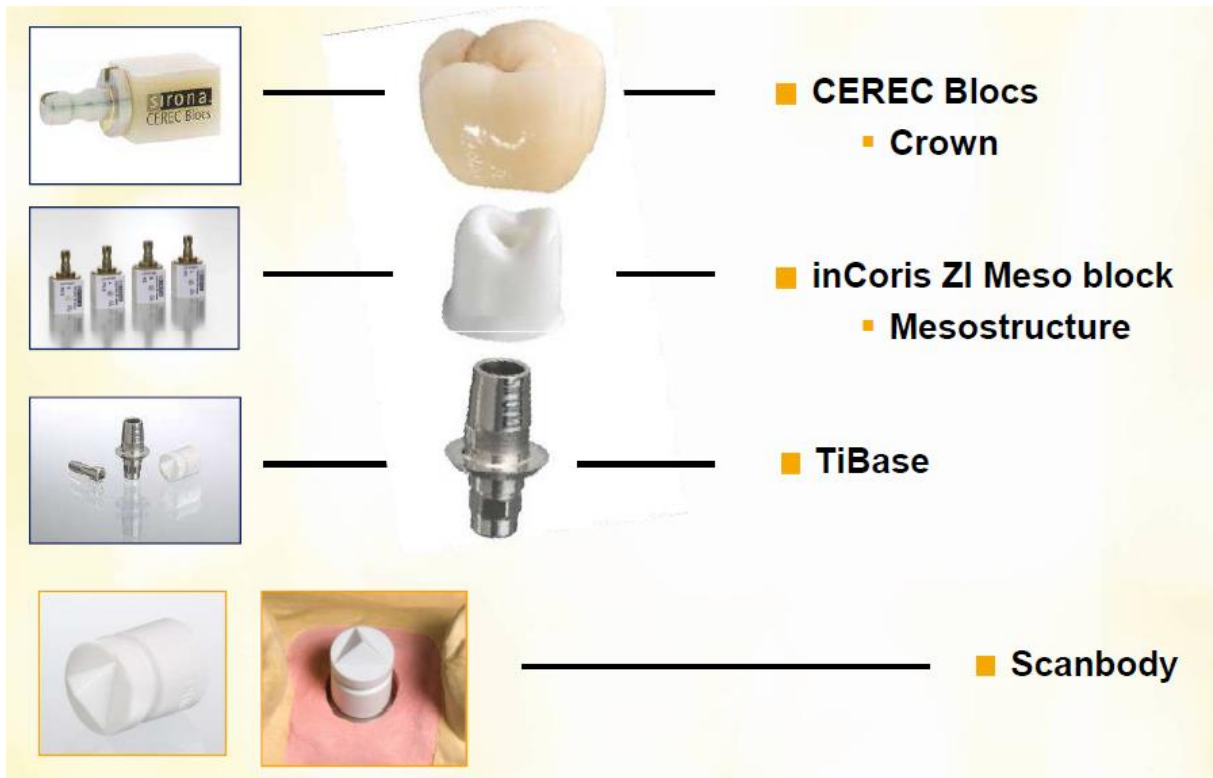 sirona.
CEREC Blocs
CEREC Blocs
Crown
inCoris ZI Meso block
Mesostructure
TiBase
Scanbody